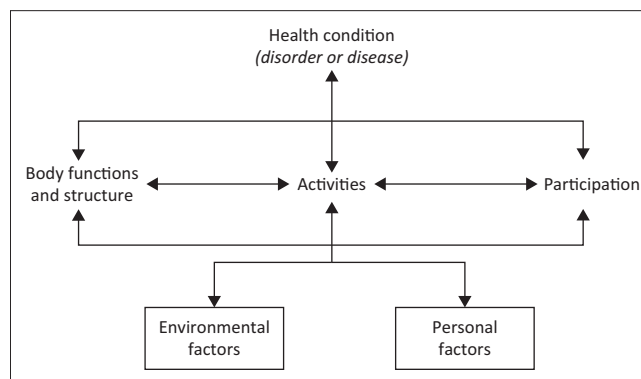 Health condition
(disorder or disease)
Body functions
and structure
Activities
Participation
Environmental
factors
Personal
factors